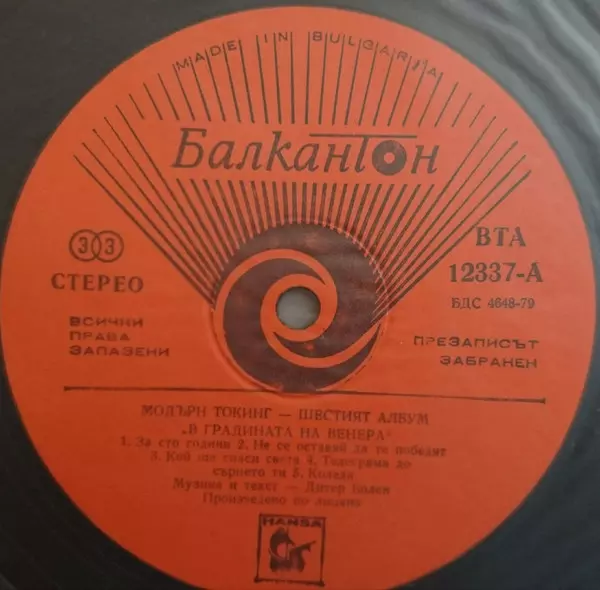 MADE IN BULGARIA
Балкантон
33
СТЕРЕО
ВТА
12337-А
БДС 4648-79
ВСИЧКИ
ПРАВА
ЗАПАЗЕНИ
ПРЕЗАПИСЪТ
ЗАБРАНЕН
МОДЪРН ТОКИНГ — ШЕСТИЯТ АЛБУМ
„В ГРАДИНАТА НА ВЕНЕРА“
1. За сто години 2. Не се оставяй да те победят
3. Кой ще спаси света 4. Телеграма до
сърцето ти 5. Колела
Музика и текст — Дитер Болен
Произведено по лиценз
HANSA